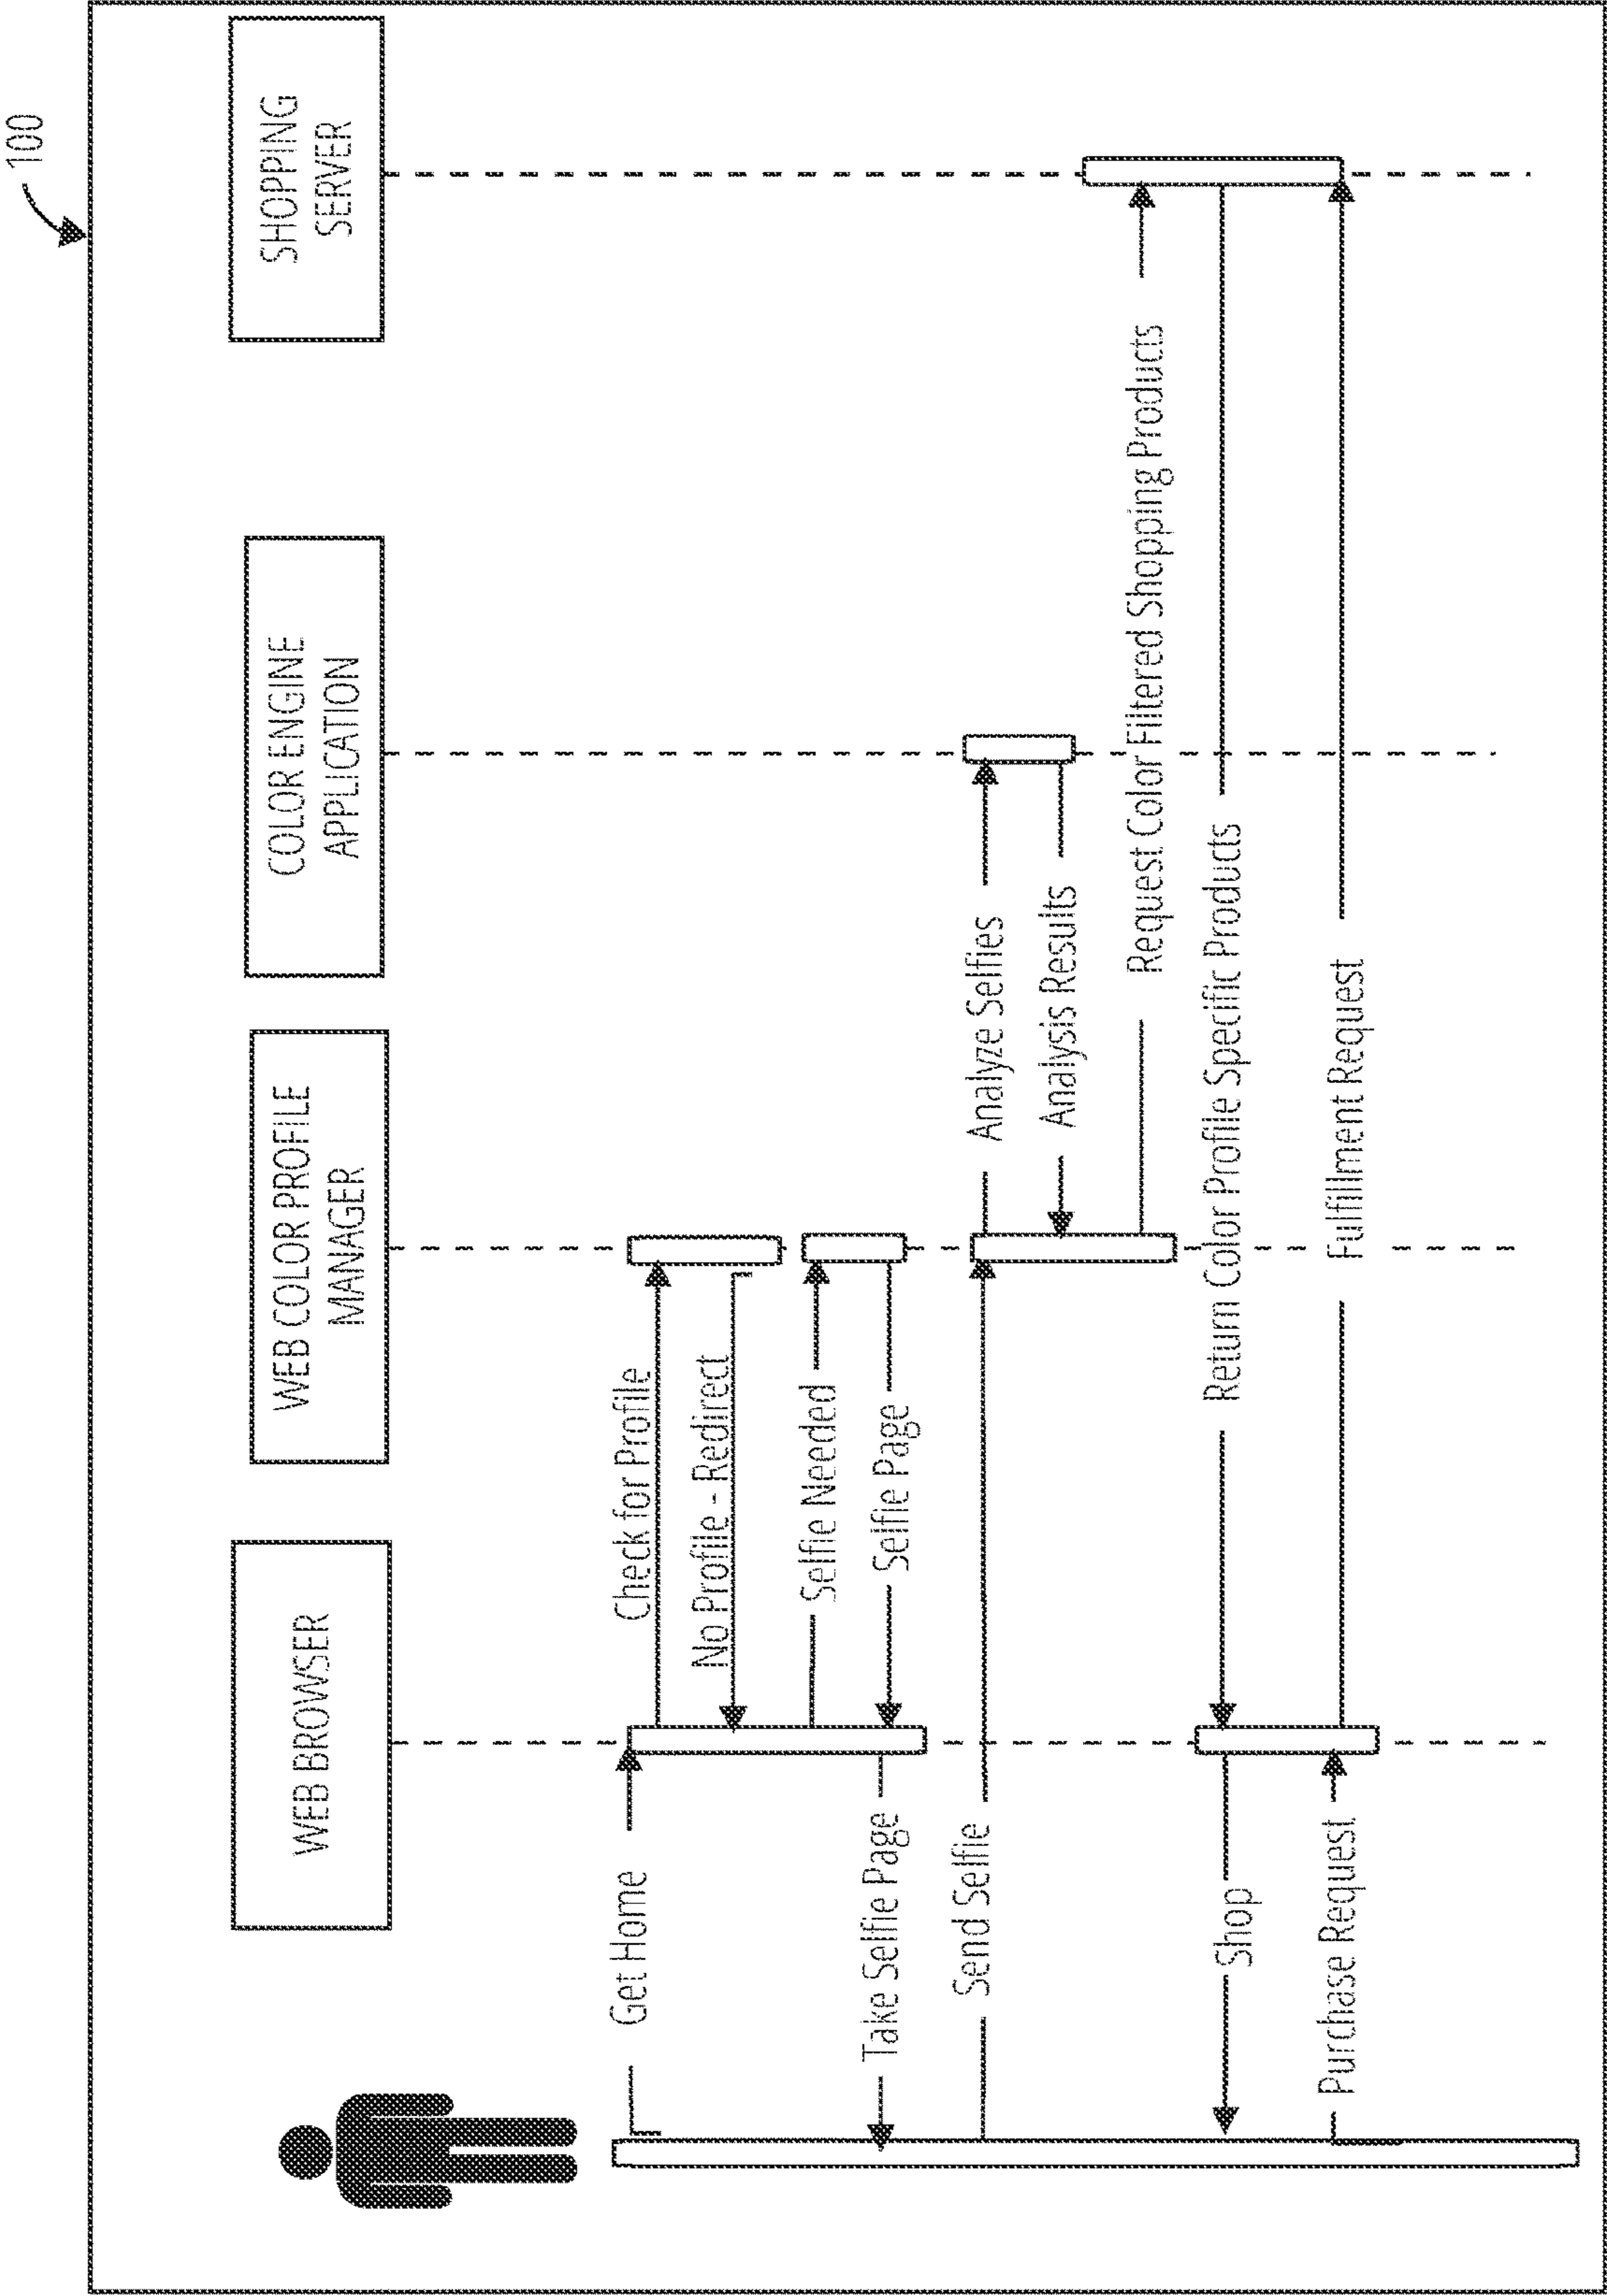 100
WEB BROWSER
WEB COLOR PROFILE
MANAGER
COLOR ENGINE
APPLICATION
SHOPPING
SERVER
Get Home
Check for Profile
No Profile - Redirect
Selfie Needed
Selfie Page
Take Selfie Page
Send Selfie
Analyze Selfies
Analysis Results
Request Color Filtered Shopping Products
Return Color Profile Specific Products
Shop
Purchase Request
Fulfillment Request